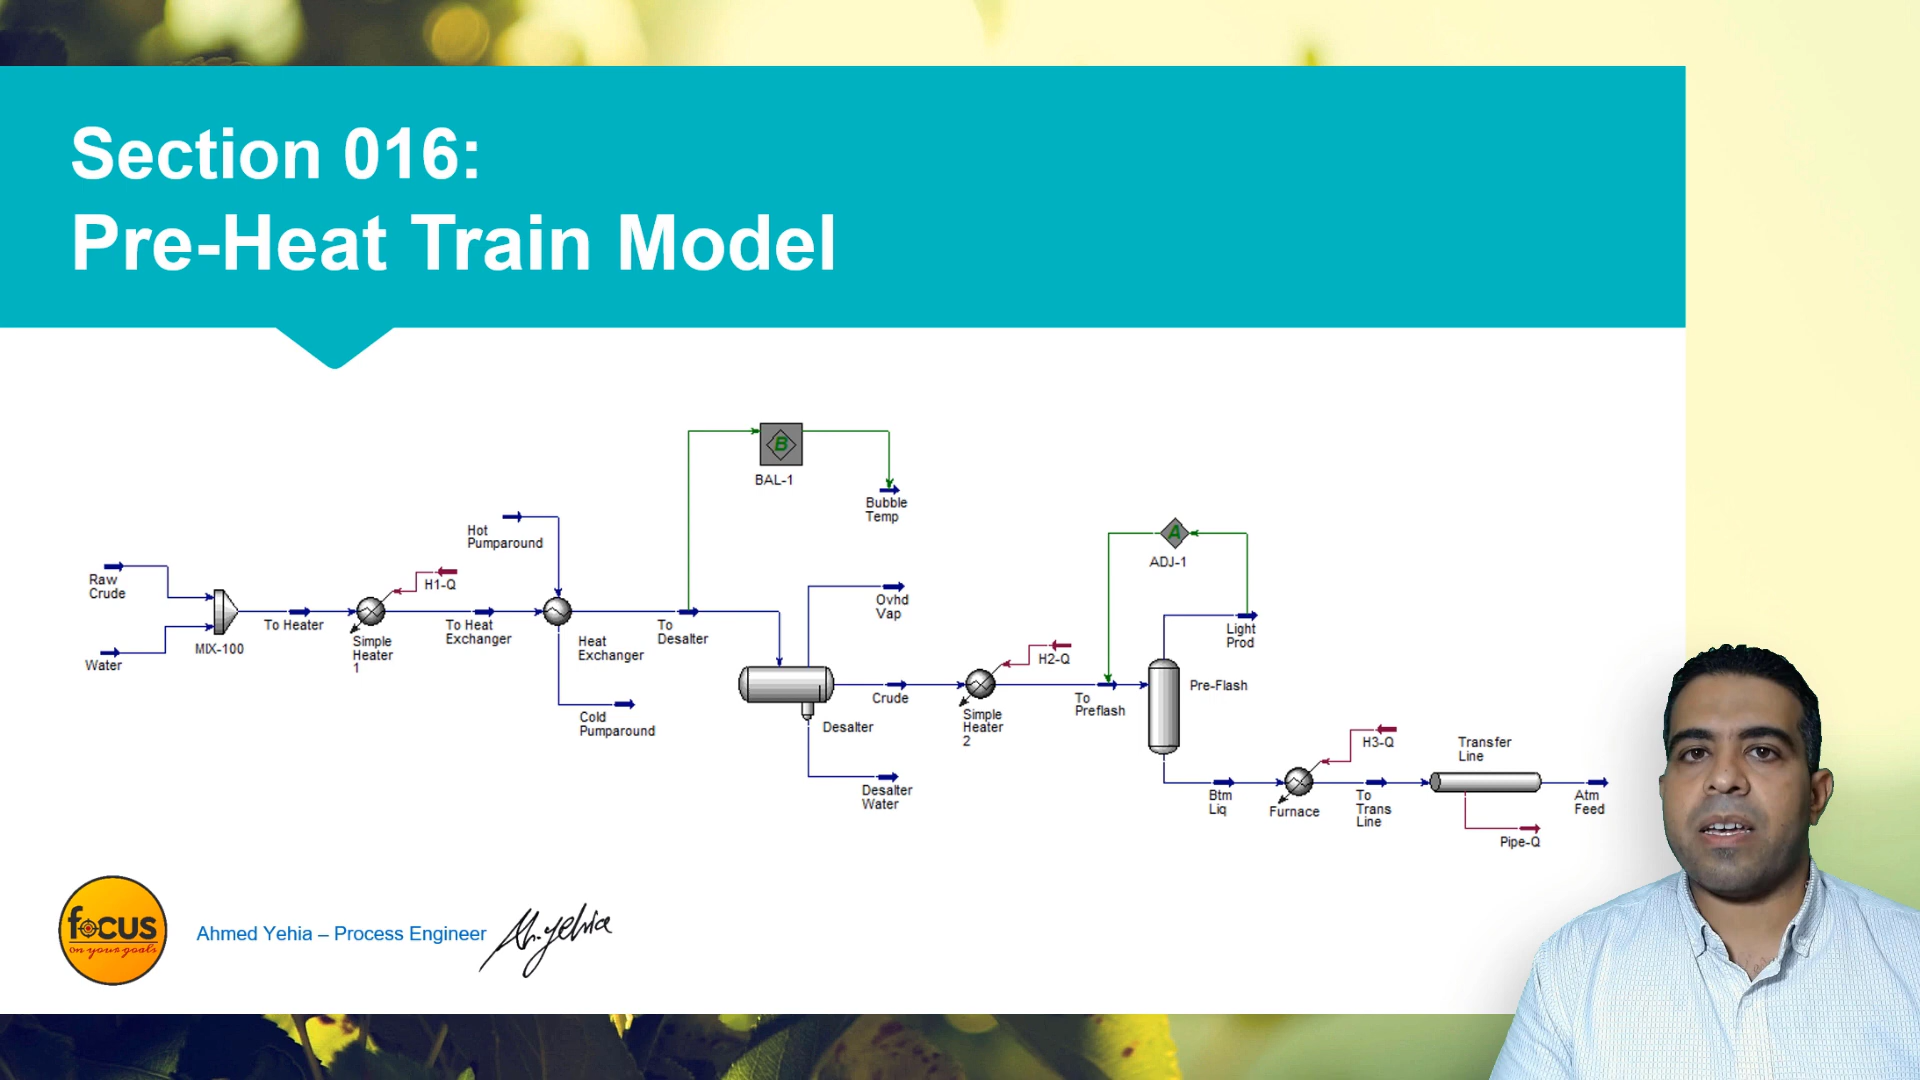 Section 016:
Pre-Heat Train Model
B
BAL-1
Bubble
Temp
Hot
Pumparound
A
ADJ-1
Raw
Crude
H1-Q
Ovhd
Vap
To Heater
To Heat
Exchanger
To
Desalter
Light
Prod
MIX-100
Simple
Heater
1
Heat
Exchanger
Water
H2-Q
Crude
To
Preflash
Pre-Flash
Cold
Pumparound
Desalter
Simple
Heater
2
H3-Q
Transfer
Line
Desalter
Water
Btm
Liq
Furnace
To
Trans
Line
Atm
Feed
Pipe-Q
focus
on your goals
Ahmed Yehia – Process Engineer
Ah.yehia